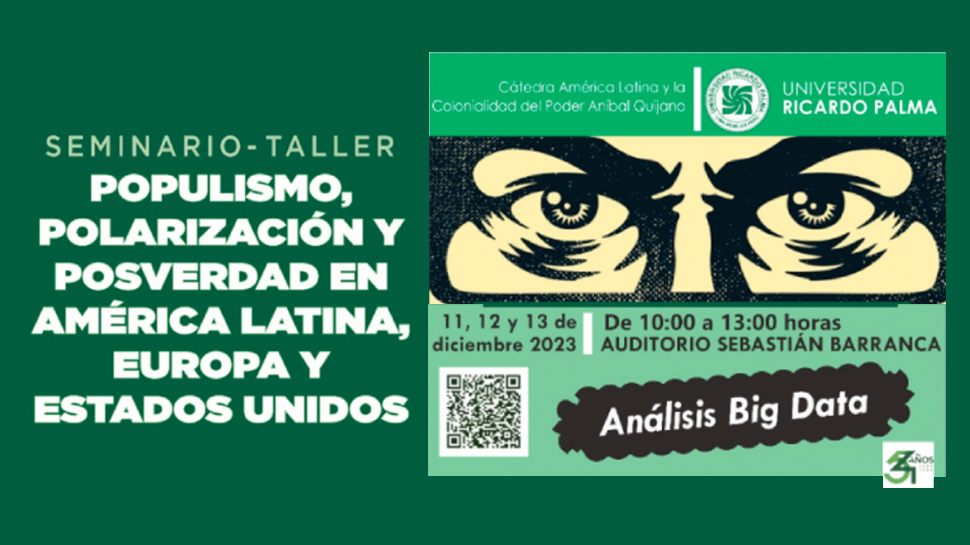 SEMINARIO-TALLER
POPULISMO,
POLARIZACIÓN Y
POSVERDAD EN
AMÉRICA LATINA,
EUROPA Y
ESTADOS UNIDOS
Cátedra América Latina y la
Colonialidad del Poder Aníbal Quijano
UNIVERSIDAD
RICARDO PALMA
11, 12 y 13 de
diciembre 2023
De 10:00 a 13:00 horas
AUDITORIO SEBASTIÁN BARRANCA
Análisis Big Data
AÑOS